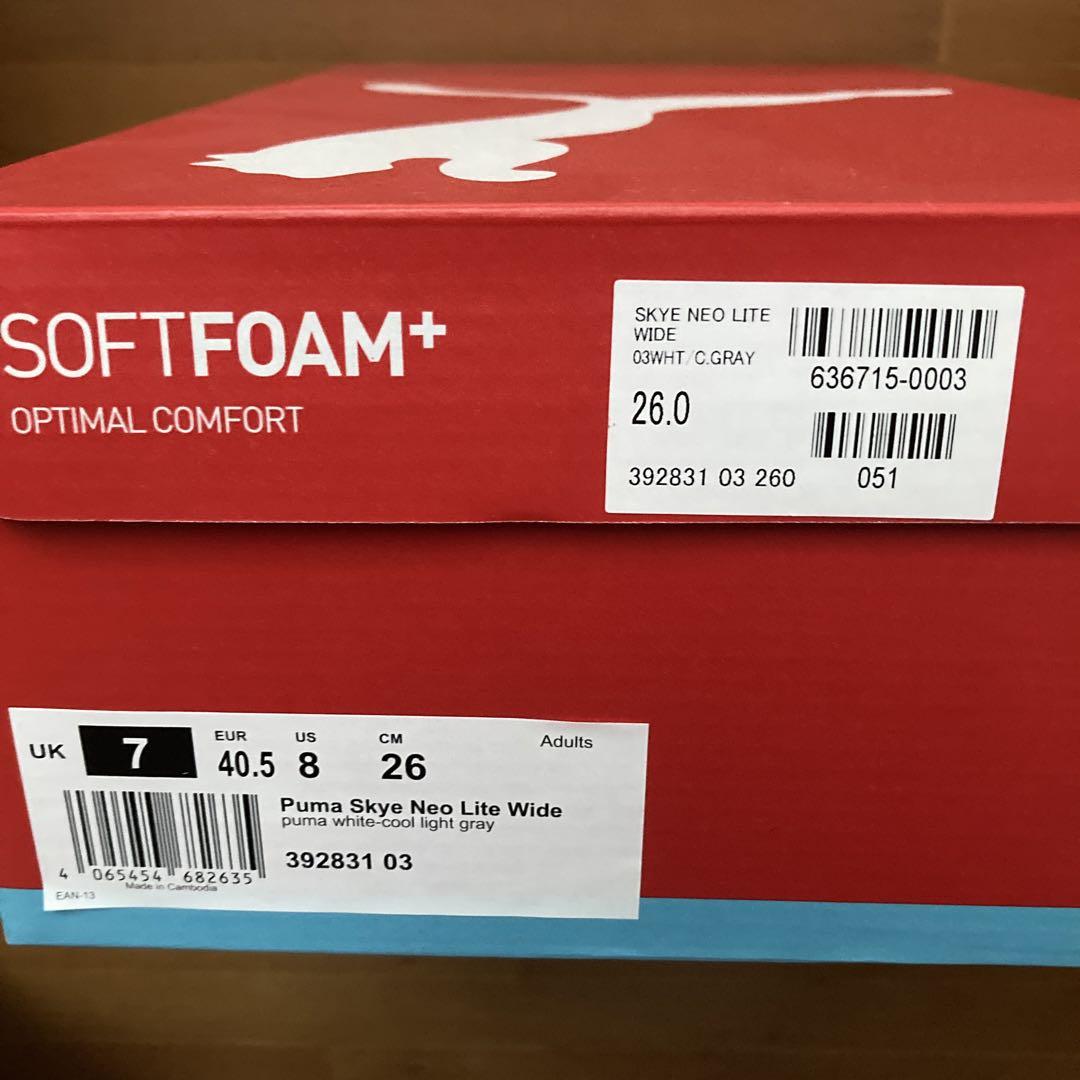 SOFTFOAM+
OPTIMAL COMFORT
SKYE NEO LITE
WIDE
03WHT/C.GRAY
636715-0003
26.0
392831 03 260
051
UK 7
EUR 40.5
US 8
CM 26
Adults
Puma Skye Neo Lite Wide
puma white-cool light gray
392831 03
4 065454 682635
Made in Cambodia
EAN-13